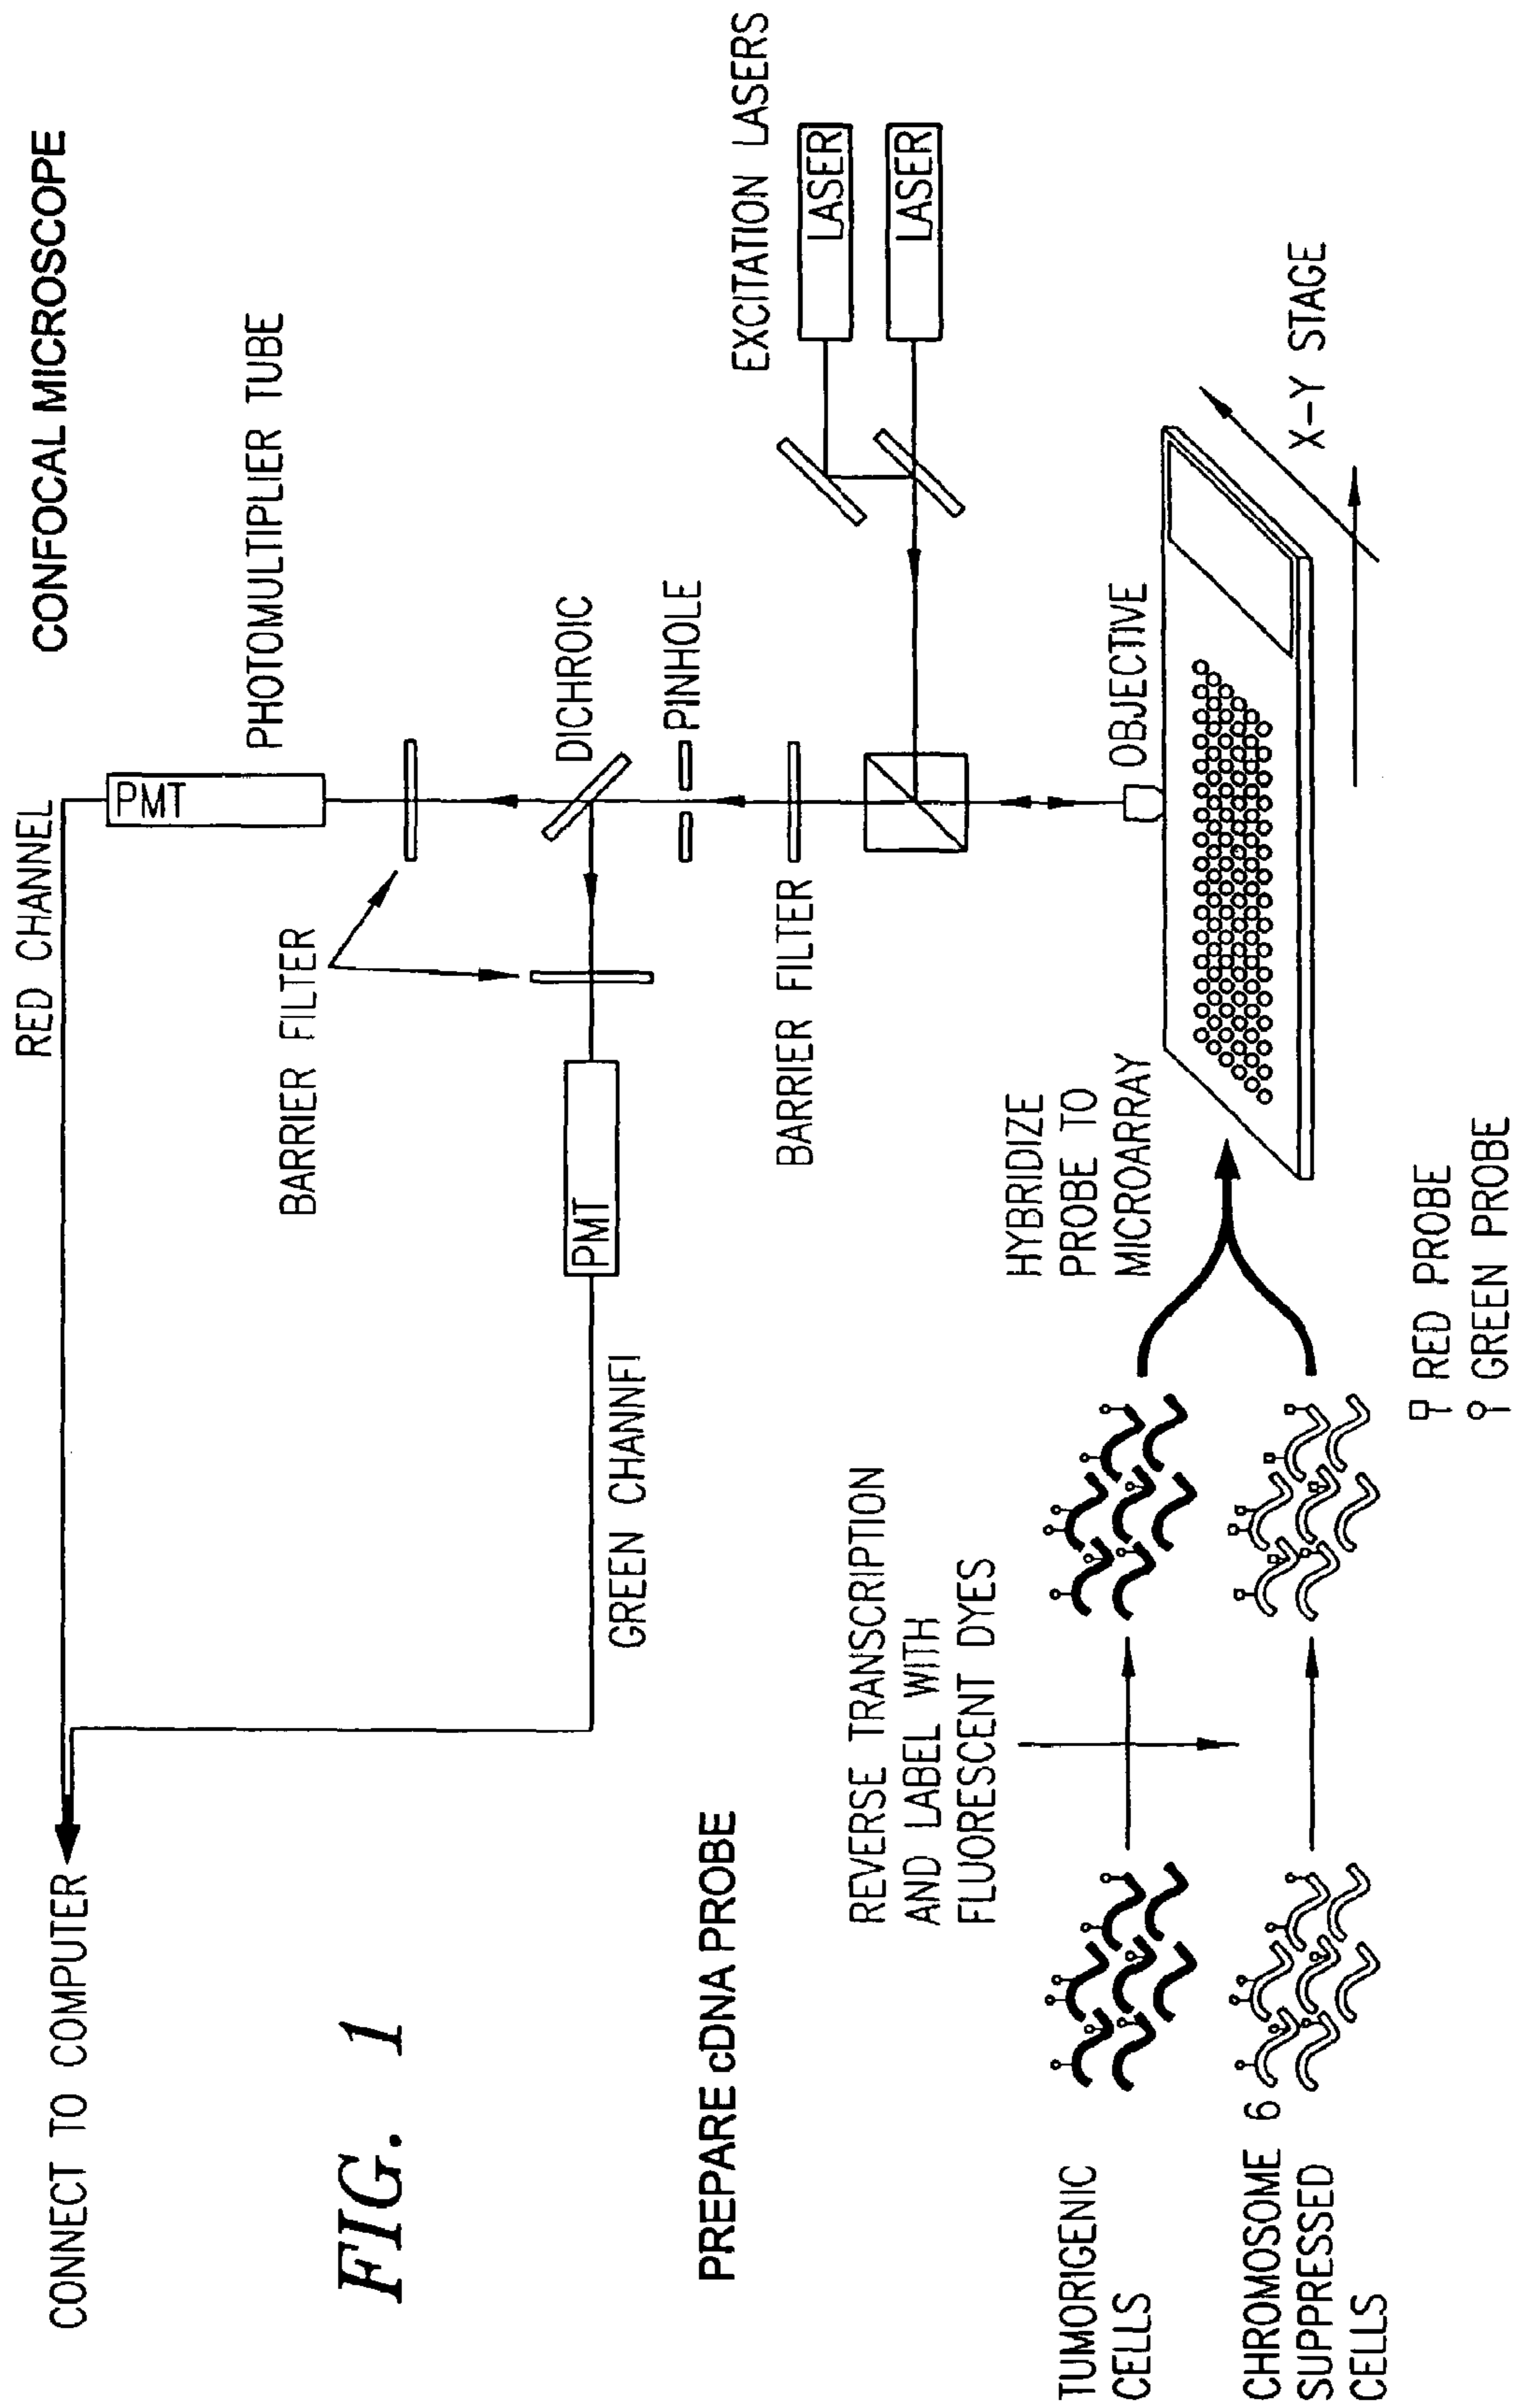 CONFOCAL MICROSCOPE
CONNECT TO COMPUTER
RED CHANNEL
PHOTOMULTIPLIER TUBE
PMT
BARRIER FILTER
DICHROIC
PMT
GREEN CHANNFI
PINHOLE
BARRIER FILTER
EXCITATION LASERS
LASER
LASER
FIG. 1
PREPARE cDNA PROBE
REVERSE TRANSCRIPTION
AND LABEL WITH
FLUORESCENT DYES
HYBRIDIZE
PROBE TO
MICROARRAY
OBJECTIVE
X-Y STAGE
TUMORIGENIC
CELLS
CHROMOSOME 6
SUPPRESSED
CELLS
RED PROBE
GREEN PROBE